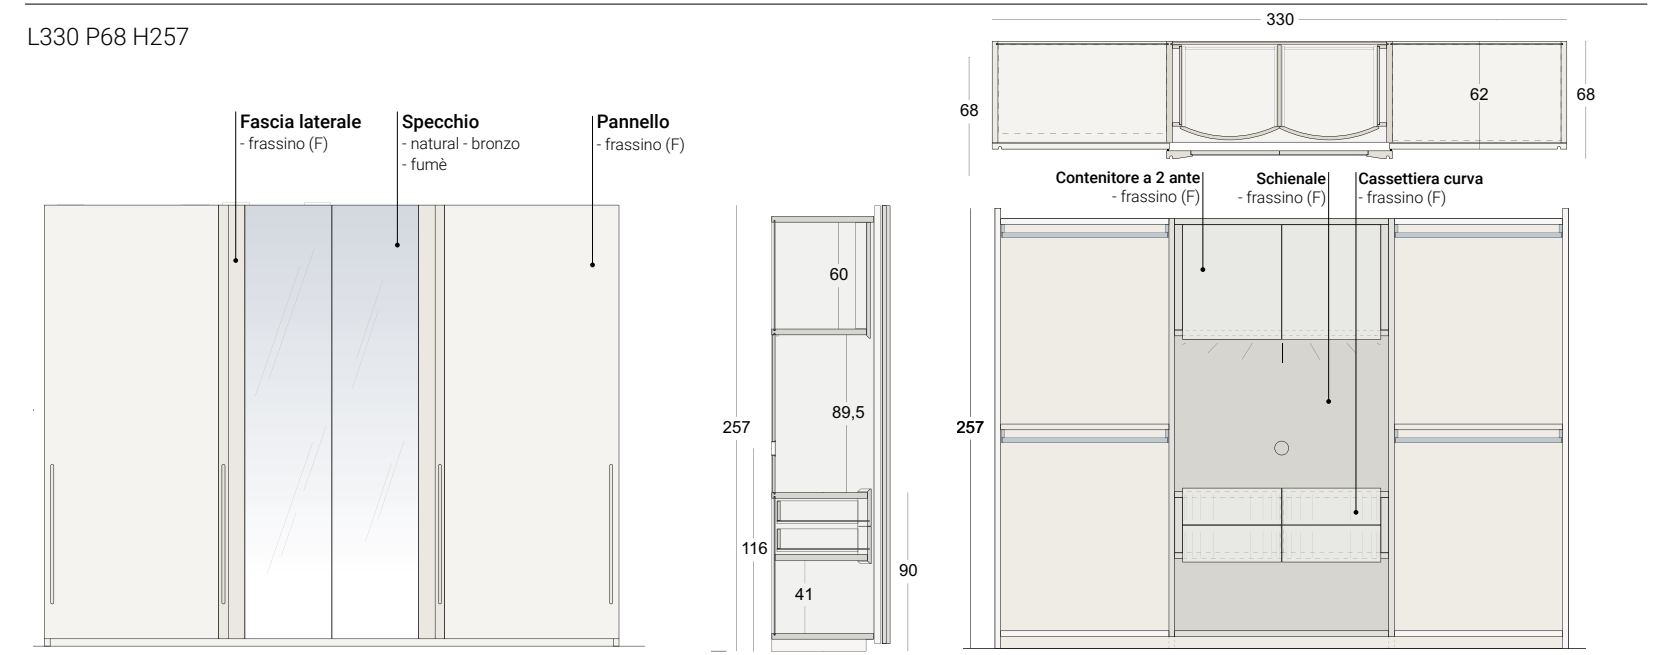 L330 P68 H257
Fascia laterale
- frassino (F)
Specchio
- natural - bronzo
- fumè
Pannello
- frassino (F)
60
89,5
257
116
41
90
330
68
62
68
Contenitore a 2 ante
- frassino (F)
Schienale
- frassino (F)
Cassettiera curva
- frassino (F)
257